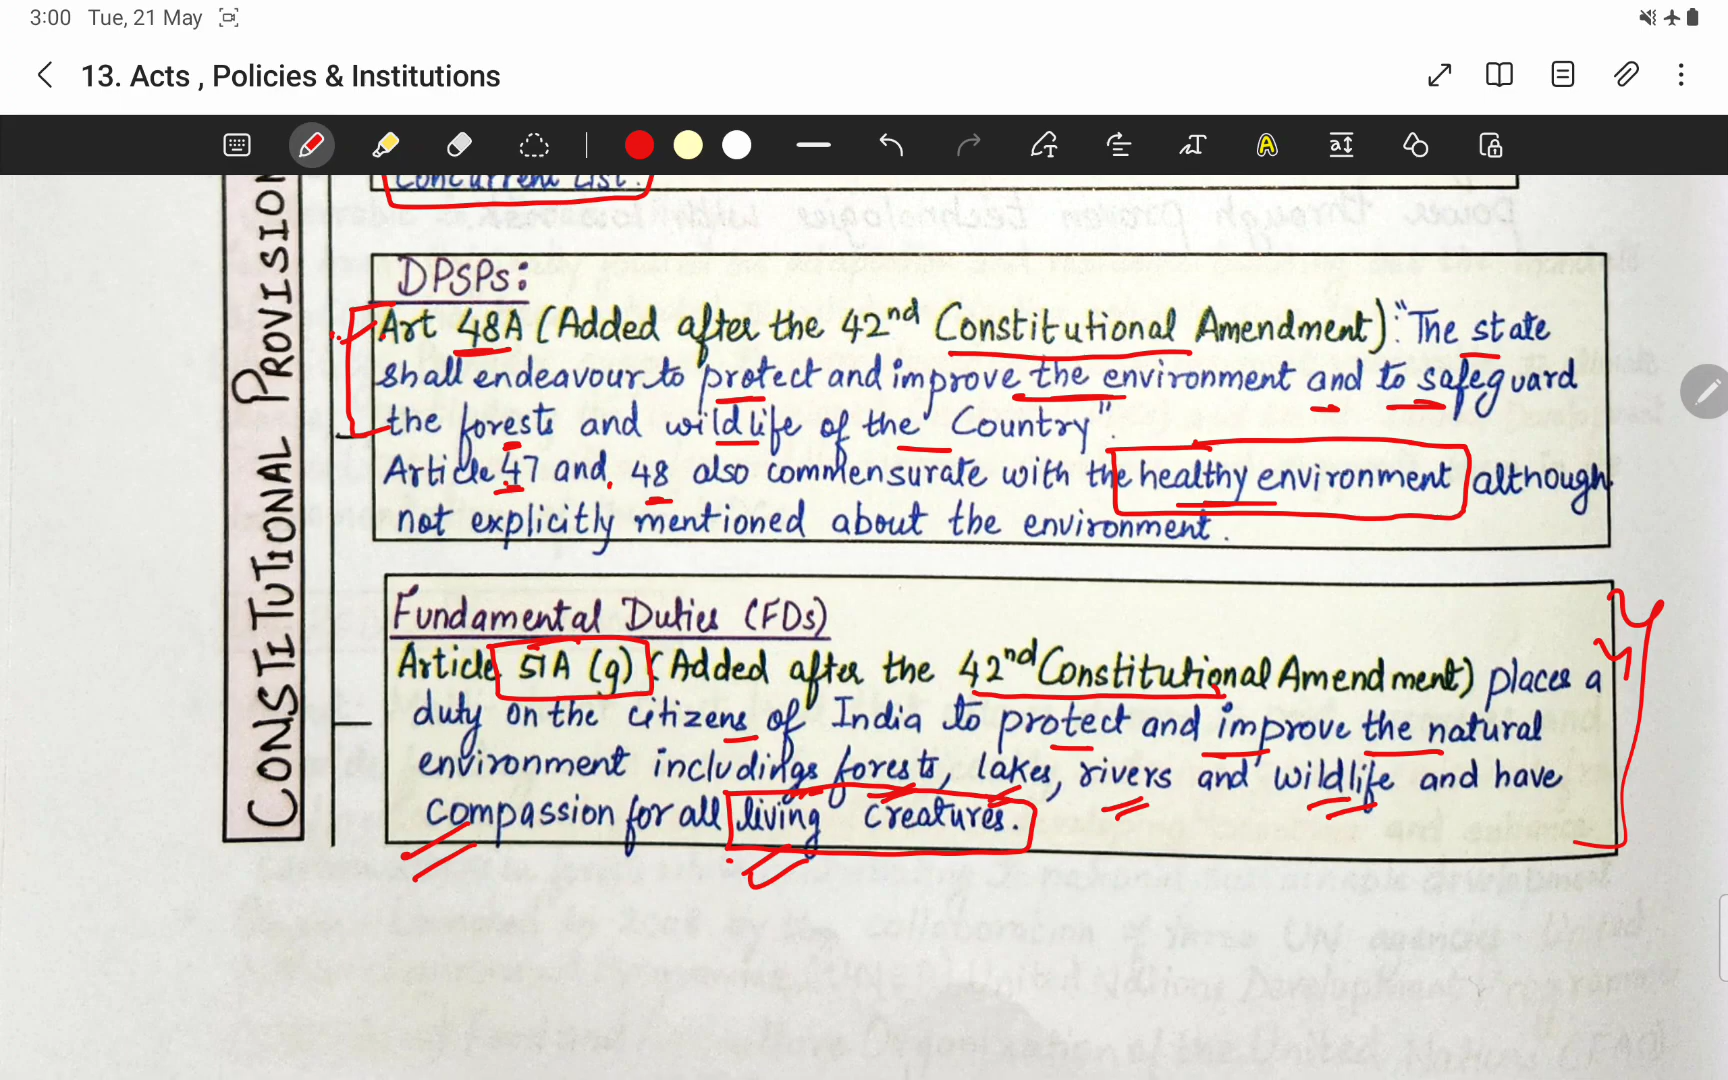 3:00 Tue, 21 May
13. Acts , Policies & Institutions
Concurrent List.
CONSTITUTIONAL PROVISION
DPSPs:
Art 48A (Added after the 42nd Constitutional Amendment): "The state
shall endeavour to protect and improve the environment and to safeguard
the forests and wildlife of the Country".
Article 47 and 48 also commensurate with the healthy environment although
not explicitly mentioned about the environment.
Fundamental Duties (FDs)
Article 51A (g) (Added after the 42nd Constitutional Amendment) places a
duty on the citizens of India to protect and improve the natural
environment includings forests, lakes, rivers and wildlife and have
compassion for all living creatures.